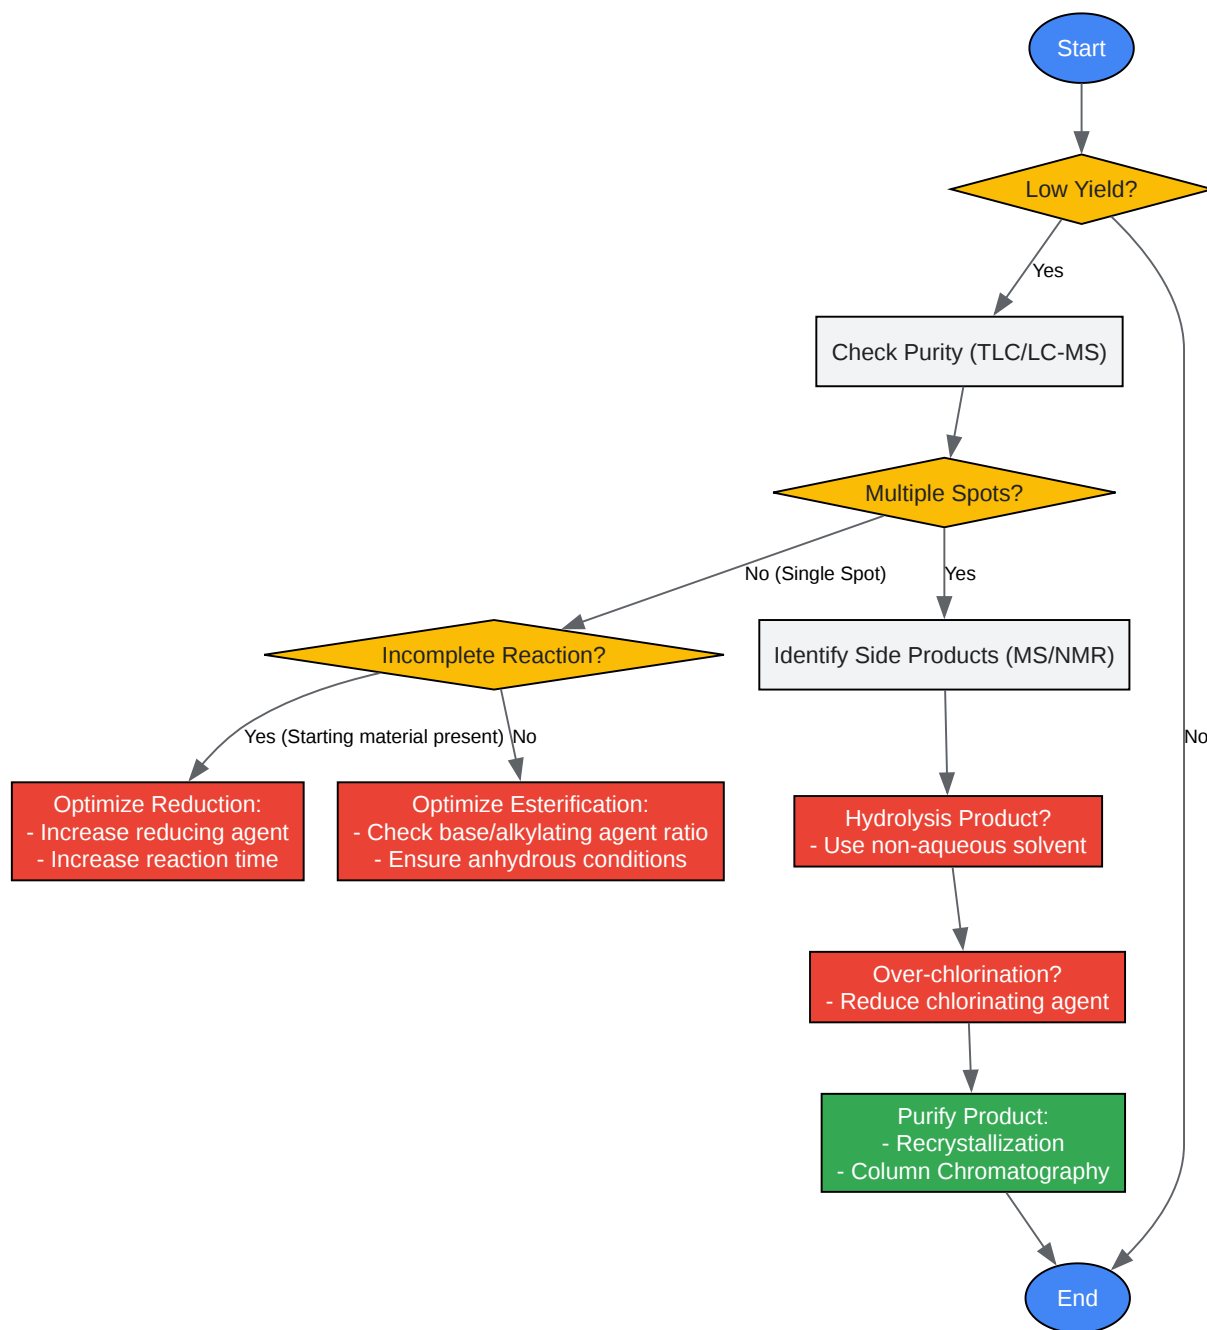 Start
Low Yield?
Yes
Check Purity (TLC/LC-MS)
Multiple Spots?
No (Single Spot)
Yes
Incomplete Reaction?
Identify Side Products (MS/NMR)
Yes (Starting material present)
No
No
Optimize Reduction:
- Increase reducing agent
- Increase reaction time
Optimize Esterification:
- Check base/alkylating agent ratio
- Ensure anhydrous conditions
Hydrolysis Product?
- Use non-aqueous solvent
Over-chlorination?
- Reduce chlorinating agent
Purify Product:
- Recrystallization
- Column Chromatography
End